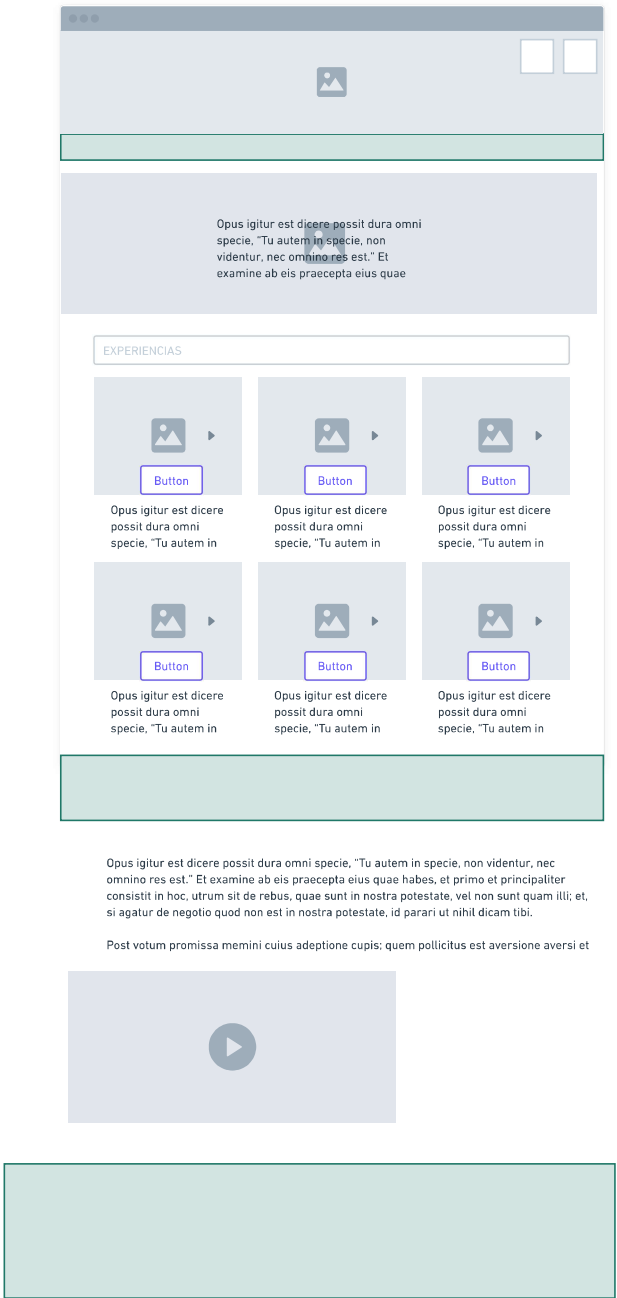 Opus igitur est dicere possit dura omni
specie, “Tu autem in specie, non
videntur, nec omnino res est.” Et
examine ab eis praecepta eius quae
EXPERIENCIAS
Button
Button
Button
Opus igitur est dicere
possit dura omni
specie, “Tu autem in
Opus igitur est dicere
possit dura omni
specie, “Tu autem in
Opus igitur est dicere
possit dura omni
specie, “Tu autem in
Button
Button
Button
Opus igitur est dicere
possit dura omni
specie, “Tu autem in
Opus igitur est dicere
possit dura omni
specie, “Tu autem in
Opus igitur est dicere
possit dura omni
specie, “Tu autem in
Opus igitur est dicere possit dura omni specie, “Tu autem in specie, non videntur, nec
omnino res est.” Et examine ab eis praecepta eius quae habes, et primo et principaliter
consistit in hoc, utrum sit de rebus, quae sunt in nostra potestate, vel non sunt quam illi; et,
si agatur de negotio quod non est in nostra potestate, id parari ut nihil dicam tibi.
Post votum promissa memini cuius adeptione cupis; quem pollicitus est aversione aversi et